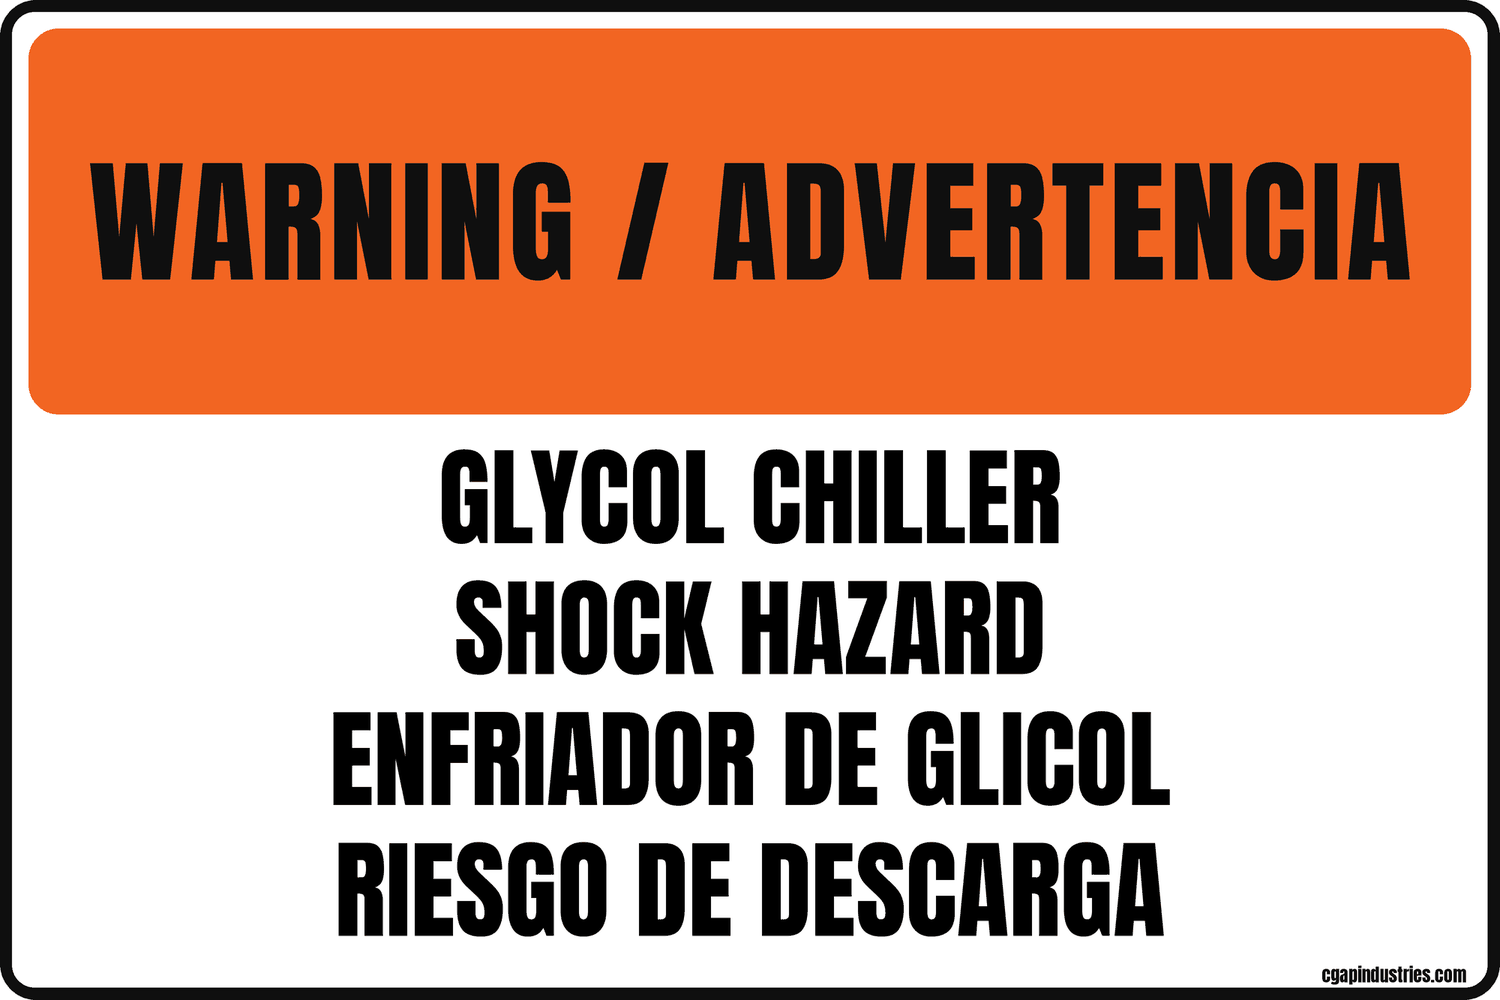 WARNING / ADVERTENCIA
GLYCOL CHILLER
SHOCK HAZARD
ENFRIADOR DE GLICOL
RIESGO DE DESCARGA
cgapindustries.com